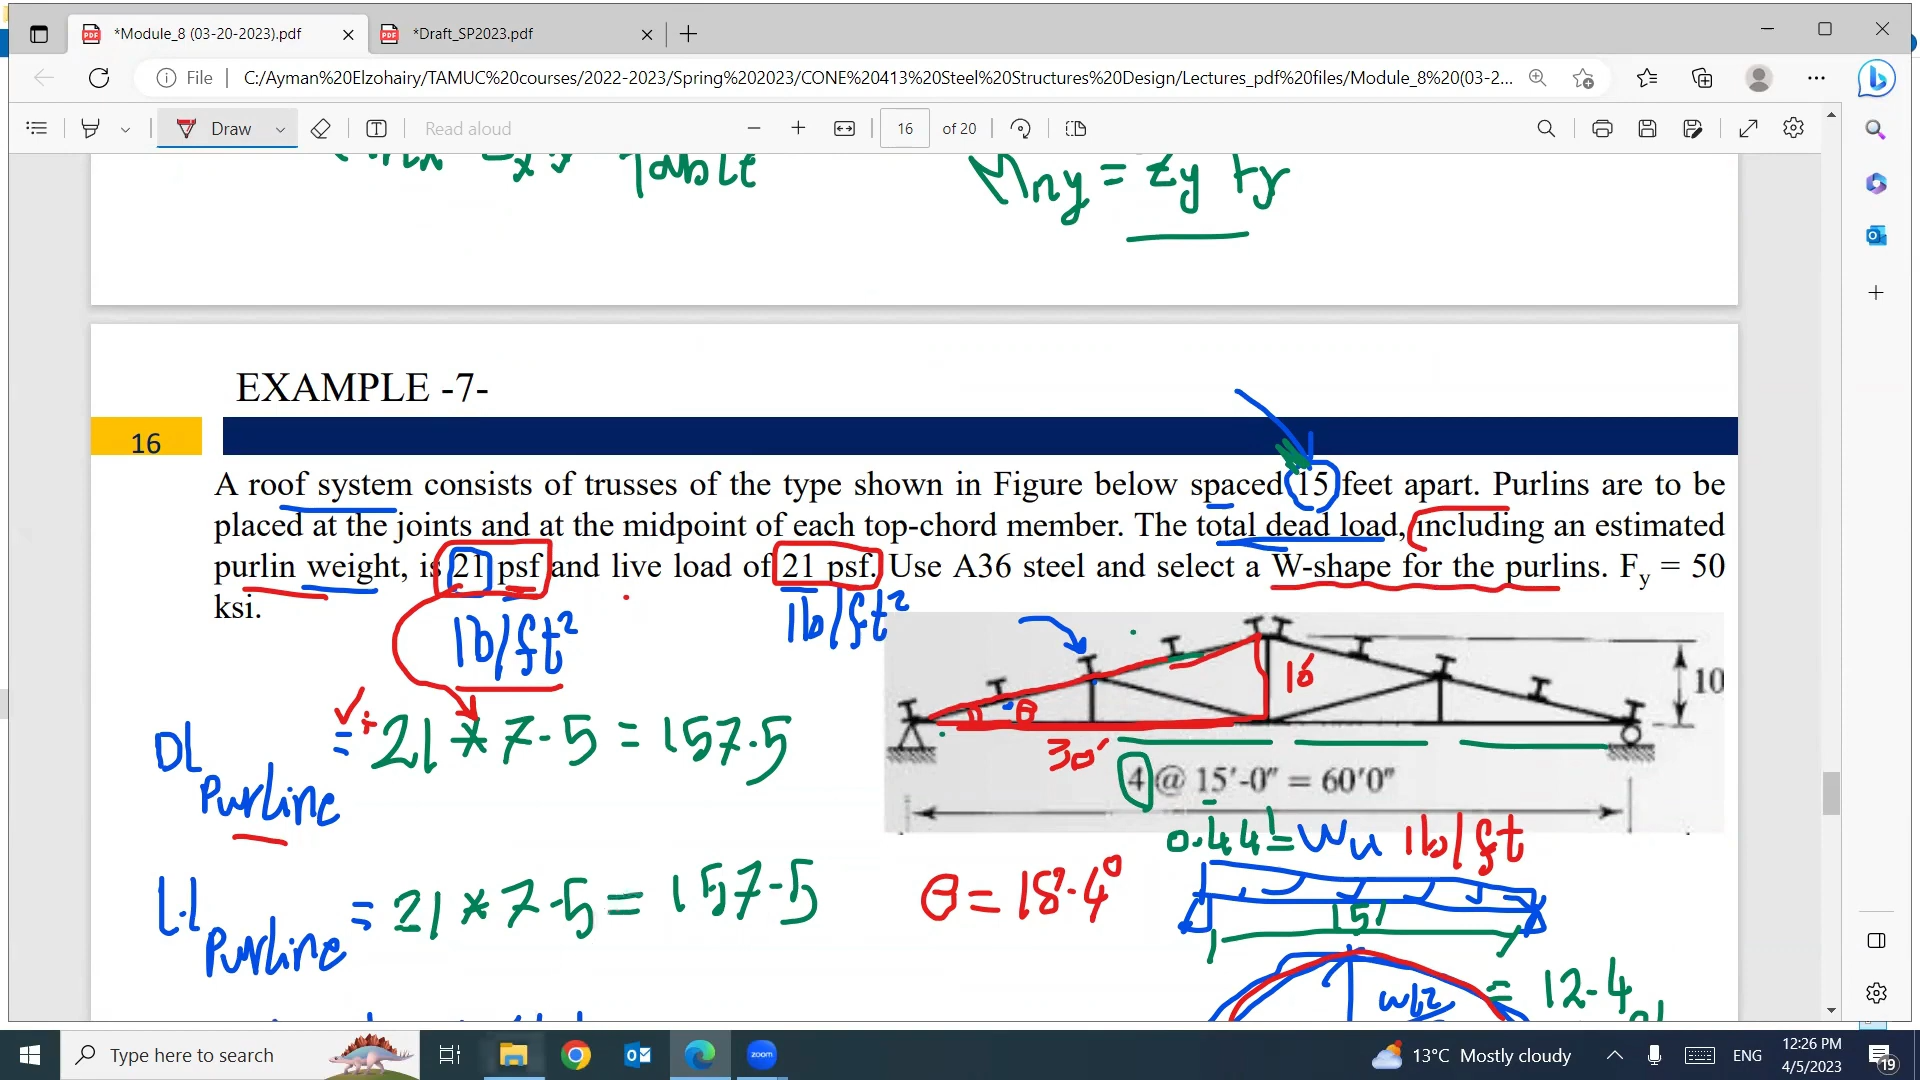 *Module_8 (03-20-2023).pdf
*Draft_SP2023.pdf
File
C:/Ayman%20Elzohairy/TAMUC%20courses/2022-2023/Spring%202023/CONE%20413%20Steel%20Structures%20Design/Lectures_pdf%20files/Module_8%20(03-2...
Draw
Read aloud
16 of 20
Table
Mny = Zy Fy
EXAMPLE -7-
16
A roof system consists of trusses of the type shown in Figure below spaced 15 feet apart. Purlins are to be
placed at the joints and at the midpoint of each top-chord member. The total dead load, including an estimated
purlin weight, is 21 psf and live load of 21 psf. Use A36 steel and select a W-shape for the purlins. Fy = 50
ksi.
lb/ft²
lb/ft²
10
10'
θ
30'
4 @ 15'-0" = 60'0"
DL Purline = 21 * 7.5 = 157.5
0.441 = Wu lb/ft
LL Purline = 21 * 7.5 = 157.5
θ = 18.4°
15'
wl²
= 12.4
Type here to search
zoom
13°C Mostly cloudy
ENG
12:26 PM
4/5/2023
19